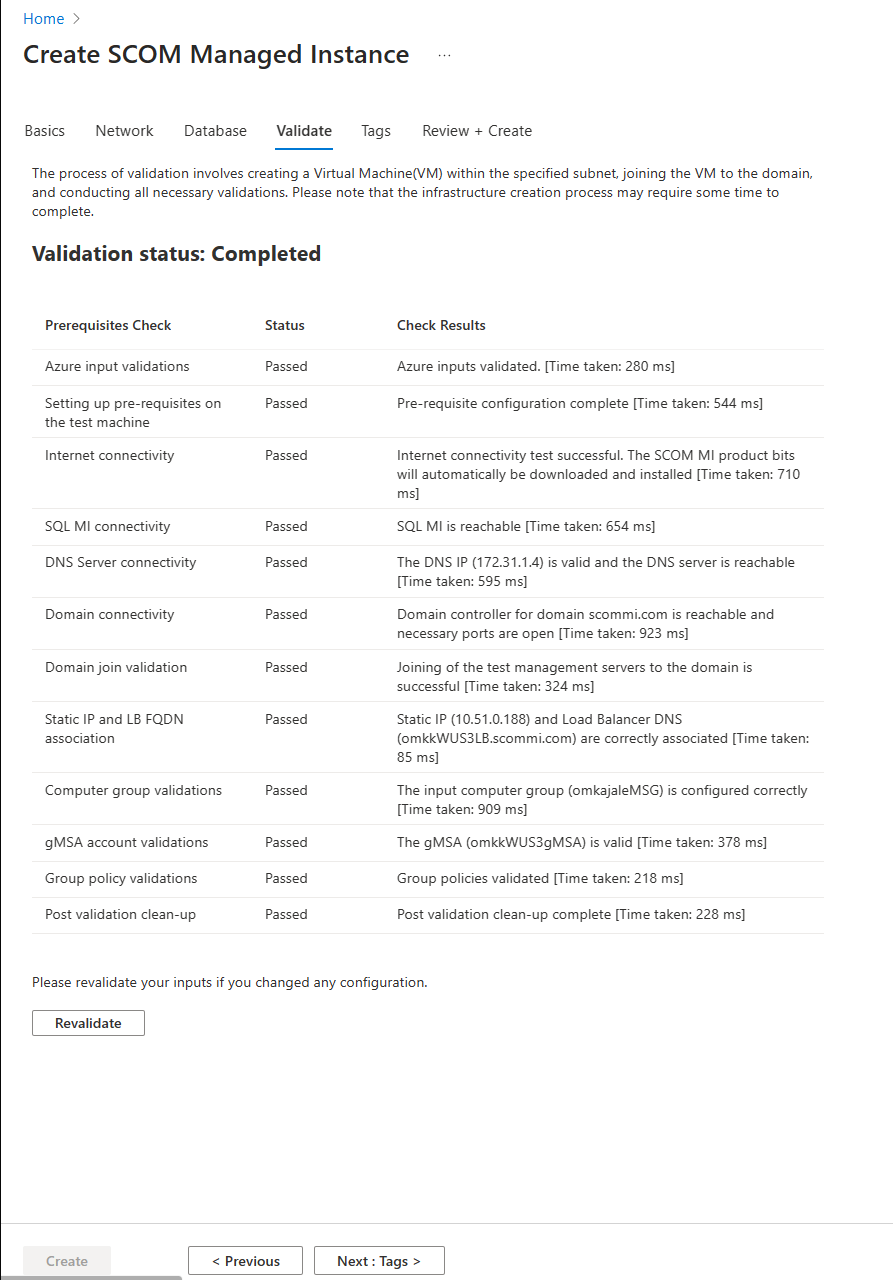 Home >
Create SCOM Managed Instance ...
Basics Network Database Validate Tags Review + Create
The process of validation involves creating a Virtual Machine(VM) within the specified subnet, joining the VM to the domain,
and conducting all necessary validations. Please note that the infrastructure creation process may require some time to
complete.
Validation status: Completed
Prerequisites Check Status Check Results
Azure input validations Passed Azure inputs validated. [Time taken: 280 ms]
Setting up pre-requisites on Passed Pre-requisite configuration complete [Time taken: 544 ms]
the test machine
Internet connectivity Passed Internet connectivity test successful. The SCOM MI product bits
will automatically be downloaded and installed [Time taken: 710
ms]
SQL MI connectivity Passed SQL MI is reachable [Time taken: 654 ms]
DNS Server connectivity Passed The DNS IP (172.31.1.4) is valid and the DNS server is reachable
[Time taken: 595 ms]
Domain connectivity Passed Domain controller for domain scommi.com is reachable and
necessary ports are open [Time taken: 923 ms]
Domain join validation Passed Joining of the test management servers to the domain is
successful [Time taken: 324 ms]
Static IP and LB FQDN Passed Static IP (10.51.0.188) and Load Balancer DNS
association (omkkWUS3LB.scommi.com) are correctly associated [Time taken:
85 ms]
Computer group validations Passed The input computer group (omkajaleMSG) is configured correctly
[Time taken: 909 ms]
gMSA account validations Passed The gMSA (omkkWUS3gMSA) is valid [Time taken: 378 ms]
Group policy validations Passed Group policies validated [Time taken: 218 ms]
Post validation clean-up Passed Post validation clean-up complete [Time taken: 228 ms]
Please revalidate your inputs if you changed any configuration.
Revalidate
Create < Previous Next : Tags >